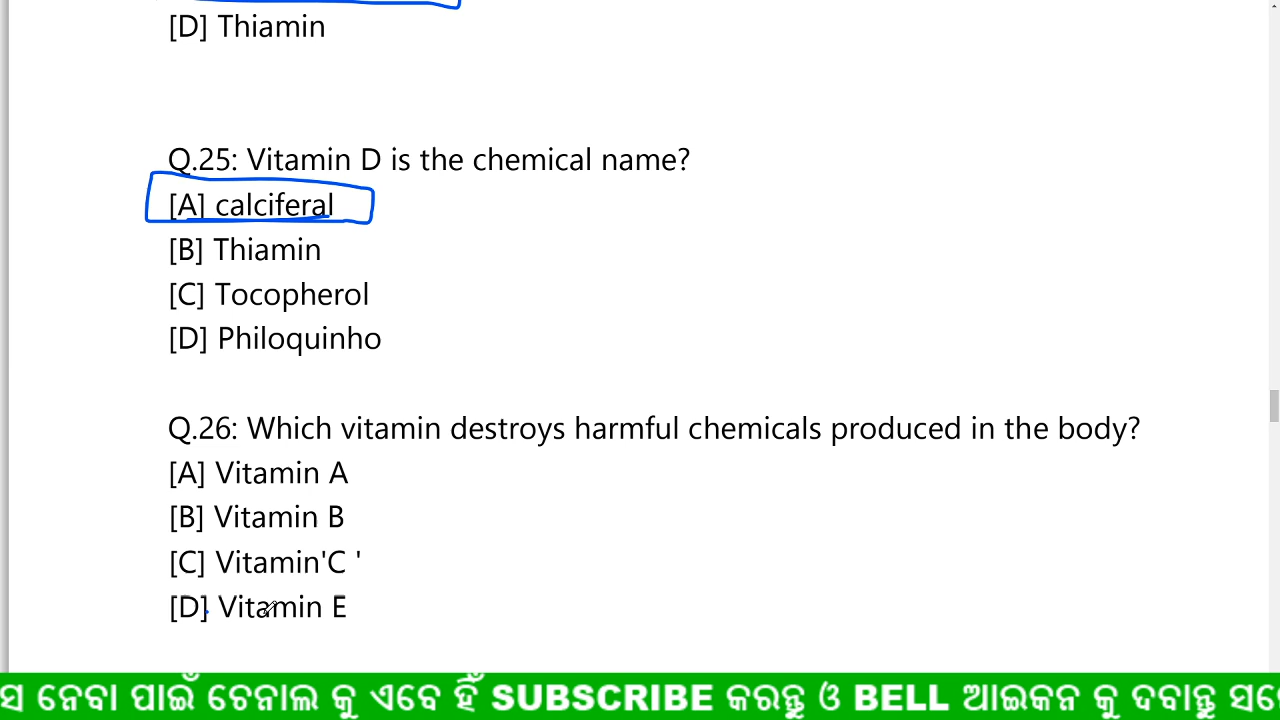 [D] Thiamin
Q.25: Vitamin D is the chemical name?
[A] calciferal
[B] Thiamin
[C] Tocopherol
[D] Philoquinho
Q.26: Which vitamin destroys harmful chemicals produced in the body?
[A] Vitamin A
[B] Vitamin B
[C] Vitamin'C '
[D] Vitamin E
ସ ନେବା ପାଇଁ ଚେନାଲ କୁ ଏବେ ହିଁ SUBSCRIBE କରନ୍ତୁ ଓ BELL ଆଇକନ କୁ ଦବାନ୍ତୁ